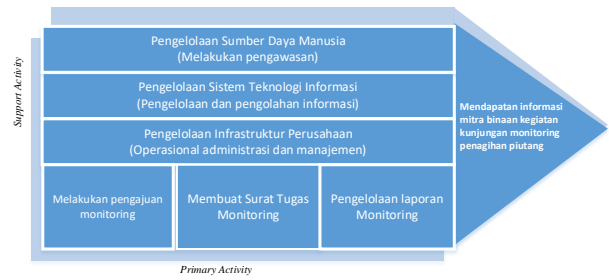 Support Activity
Pengelolaan Sumber Daya Manusia
(Melakukan pengawasan)
Pengelolaan Sistem Teknologi Informasi
(Pengelolaan dan pengolahan informasi)
Pengelolaan Infrastruktur Perusahaan
(Operasional administrasi dan manajemen)
Melakukan pengajuan
monitoring
Membuat Surat Tugas
Monitoring
Pengelolaan laporan
Monitoring
Mendapatan informasi
mitra binaan kegiatan
kunjungan monitoring
penagihan piutang
Primary Activity